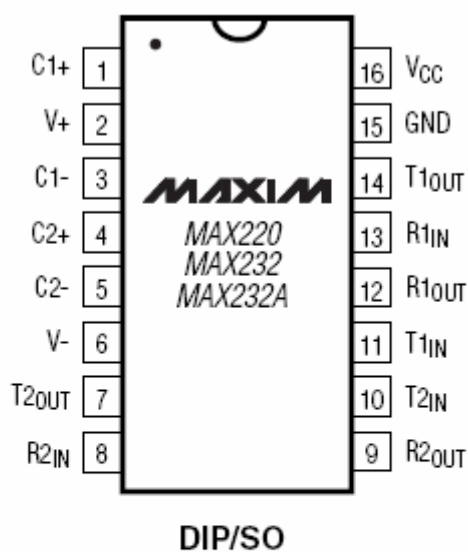 C1+ 1 16 VCC
V+ 2 15 GND
C1- 3 MAXIM 14 T1OUT
C2+ 4 MAX220 13 R1IN
MAX232
C2- 5 MAX232A 12 R1OUT
V- 6 11 T1IN
T2OUT 7 10 T2IN
R2IN 8 9 R2OUT
DIP/SO